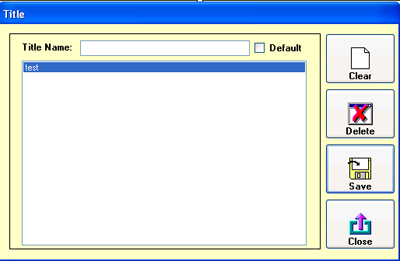 Title
Title Name:
Default
test
Clear
Delete
Save
Close